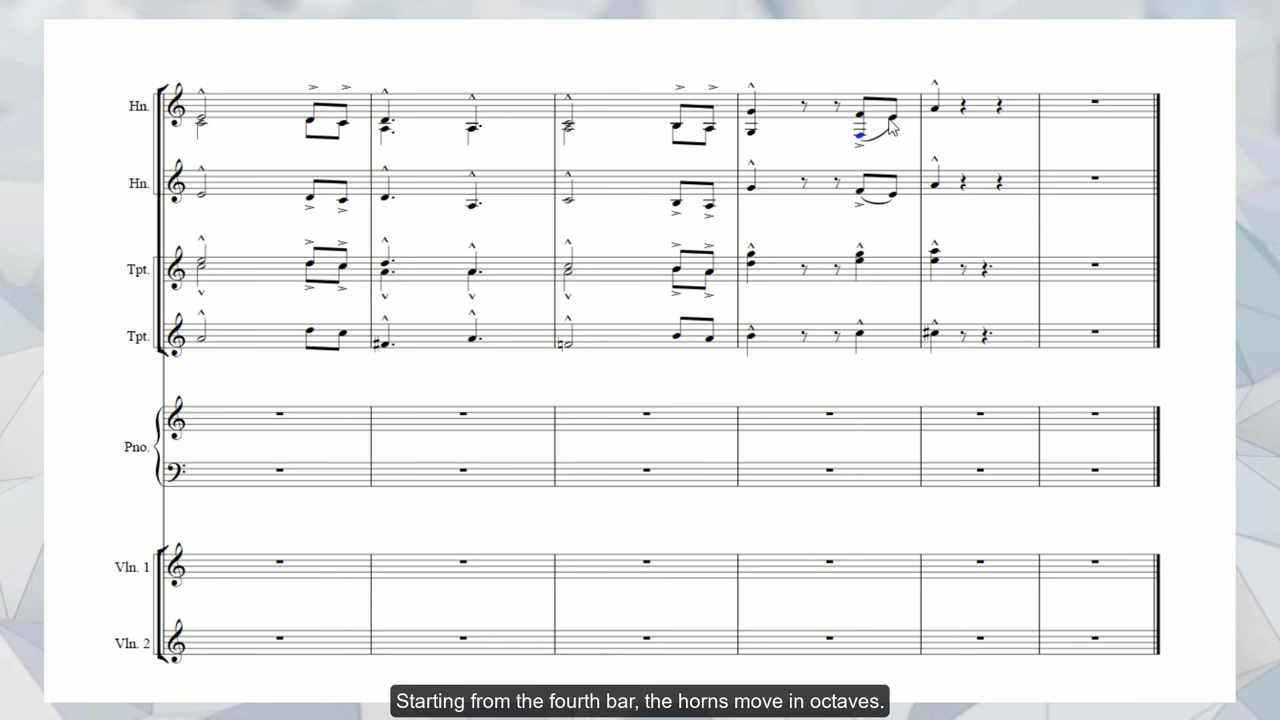 Hn.
Hn.
Tpt.
Tpt.
Pno.
Vln. 1
Vln. 2
Starting from the fourth bar, the horns move in octaves.